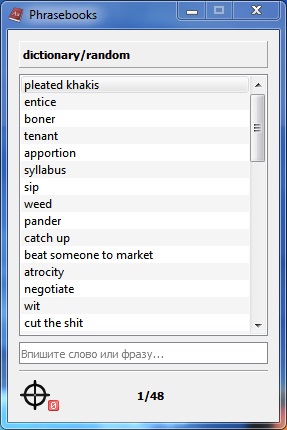 Phrasebooks
dictionary/random
pleated khakis
entice
boner
tenant
apportion
syllabus
sip
weed
pander
catch up
beat someone to market
atrocity
negotiate
wit
cut the shit
Впишите слово или фразу...
0
1/48